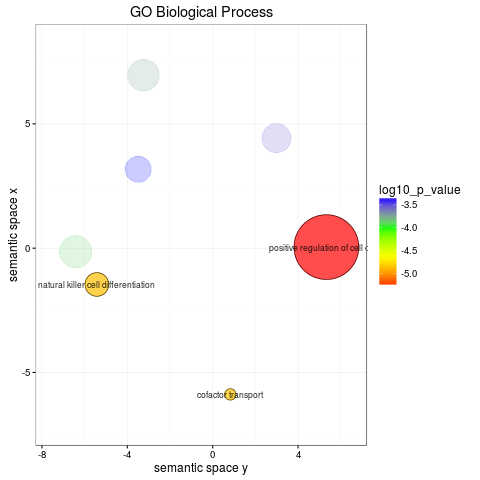 GO Biological Process
semantic space x
5
0
-5
positive regulation of cell c
natural killer cell differentiation
cofactor transport
-8
-4
0
4
semantic space y
log10_p_value
-3.5
-4.0
-4.5
-5.0